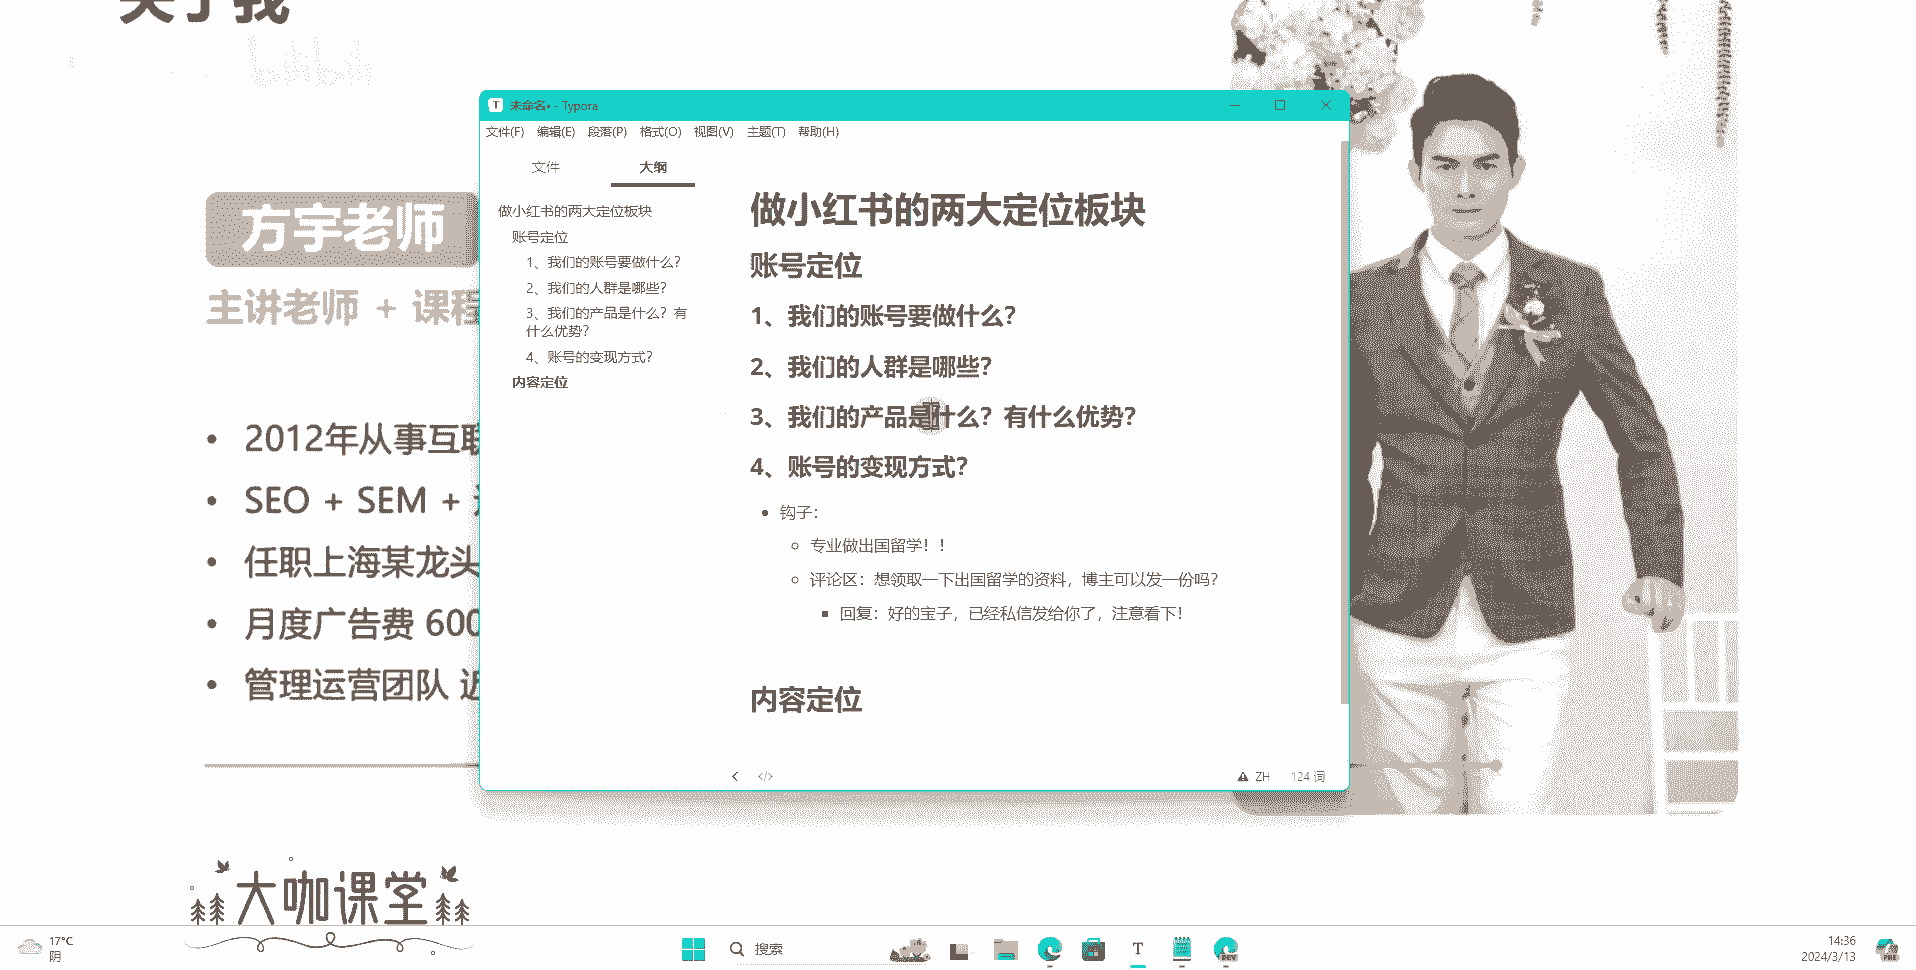 关于我
bilibili
方宇老师
主讲老师 + 课程
2012年从事互联
SEO + SEM +
任职上海某龙头
月度广告费 600
管理运营团队 近
未命名• - Typora
文件(F) 编辑(E) 段落(P) 格式(O) 视图(V) 主题(T) 帮助(H)
文件 大纲
做小红书的两大定位板块
账号定位
1、我们的账号要做什么?
2、我们的人群是哪些?
3、我们的产品是什么?有
什么优势?
4、账号的变现方式?
内容定位
做小红书的两大定位板块
账号定位
1、我们的账号要做什么?
2、我们的人群是哪些?
3、我们的产品是什么?有什么优势?
4、账号的变现方式?
钩子:
专业做出国留学!!
评论区:想领取一下出国留学的资料,博主可以发一份吗?
回复:好的宝子,已经私信发给你了,注意看下!
内容定位
ZH 124 词
大咖课堂
17°C
阴
搜索
T
DEV
14:36
2024/3/13
PRE